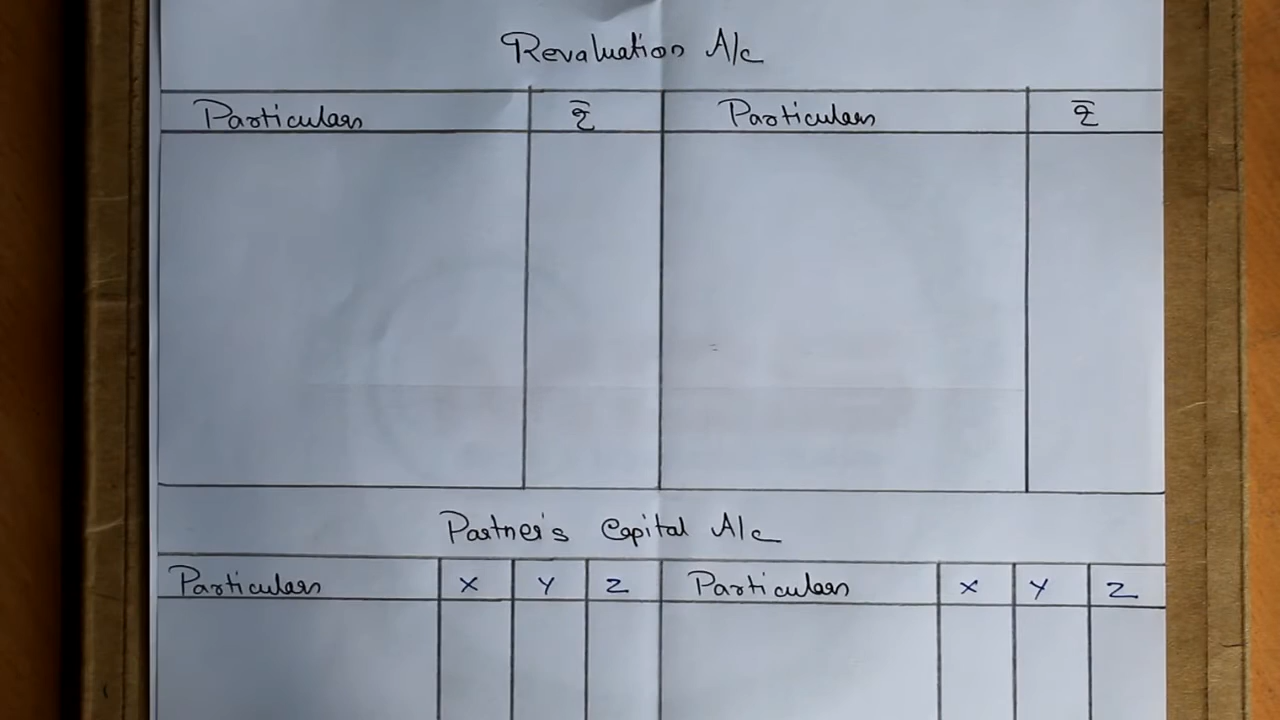 Revaluation A/c
Particulars ₹ Particulars ₹
Partner's Capital A/c
Particulars X Y Z Particulars X Y Z